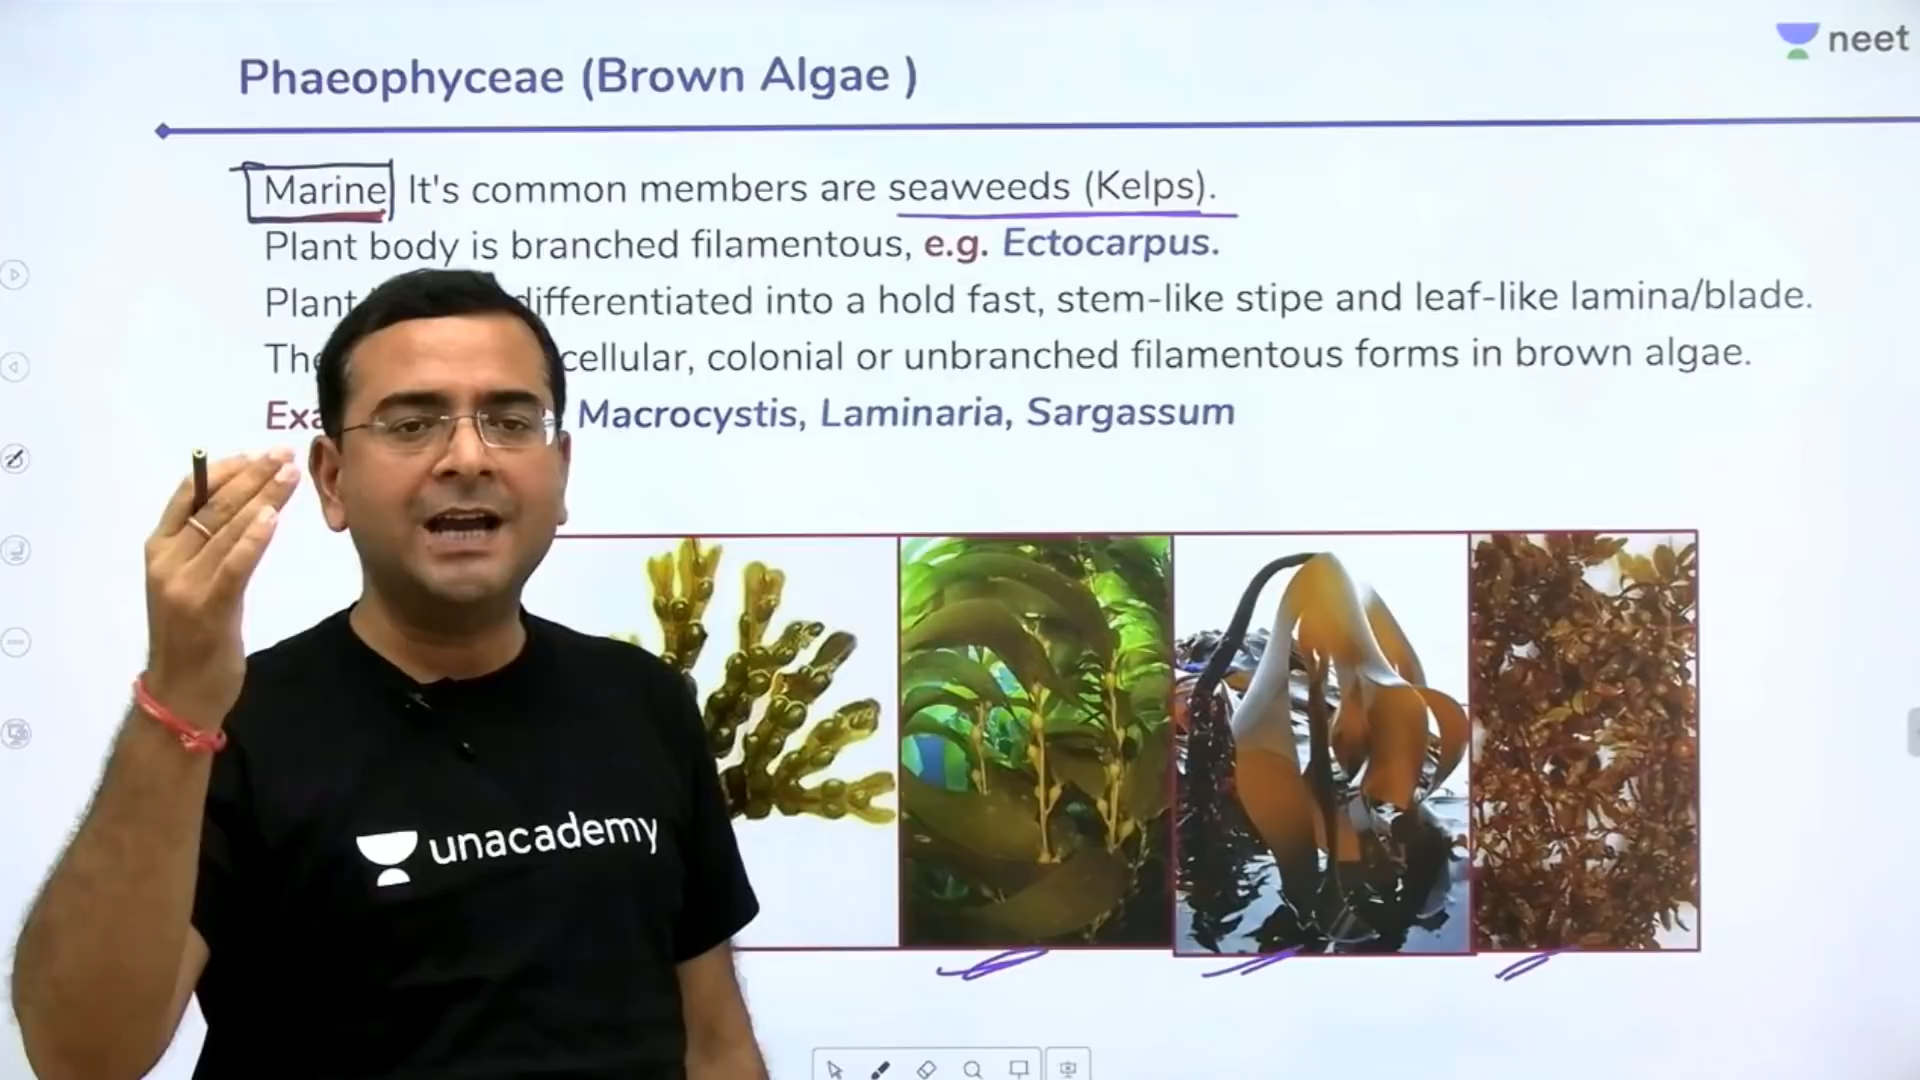 neet
Phaeophyceae (Brown Algae )
Marine It's common members are seaweeds (Kelps).
Plant body is branched filamentous, e.g. Ectocarpus.
Plant differentiated into a hold fast, stem-like stipe and leaf-like lamina/blade.
cellular, colonial or unbranched filamentous forms in brown algae.
Macrocystis, Laminaria, Sargassum
unacademy